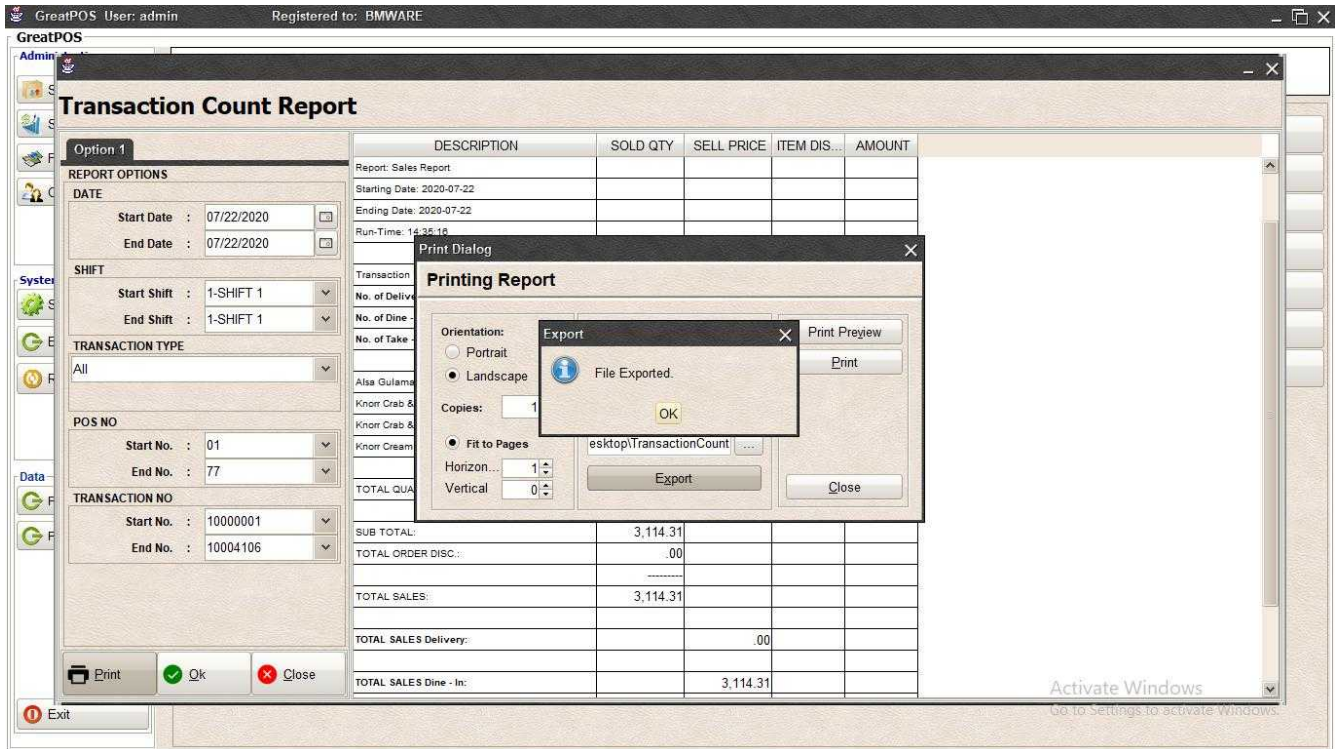 GreatPOS User: admin Registered to: BMWARE
GreatPOS
Admin
Transaction Count Report
Option 1
REPORT OPTIONS
DATE
Start Date : 07/22/2020
End Date : 07/22/2020
SHIFT
Start Shift : 1-SHIFT 1
End Shift : 1-SHIFT 1
TRANSACTION TYPE
All
POS NO
Start No. : 01
End No. : 77
TRANSACTION NO
Start No. : 10000001
End No. : 10004106
Print Ok Close
System
Data
Exit
DESCRIPTION SOLD QTY SELL PRICE ITEM DIS... AMOUNT
Report: Sales Report
Starting Date: 2020-07-22
Ending Date: 2020-07-22
Run-Time: 14:35:16
Transaction
No. of Delive
No. of Dine -
No. of Take -
Alsa Gulama
Knorr Crab &
Knorr Crab &
Knorr Cream
TOTAL QUA
SUB TOTAL: 3,114.31
TOTAL ORDER DISC.: .00
---------
TOTAL SALES: 3,114.31
TOTAL SALES Delivery: .00
TOTAL SALES Dine - In: 3,114.31
Print Dialog
Printing Report
Orientation:
Portrait
Landscape
Copies: 1
Fit to Pages
Horizon... 1
Vertical 0
esktop\TransactionCount ...
Export
Print Preview
Print
Close
Export
File Exported.
OK
Activate Windows
Go to Settings to activate Windows.